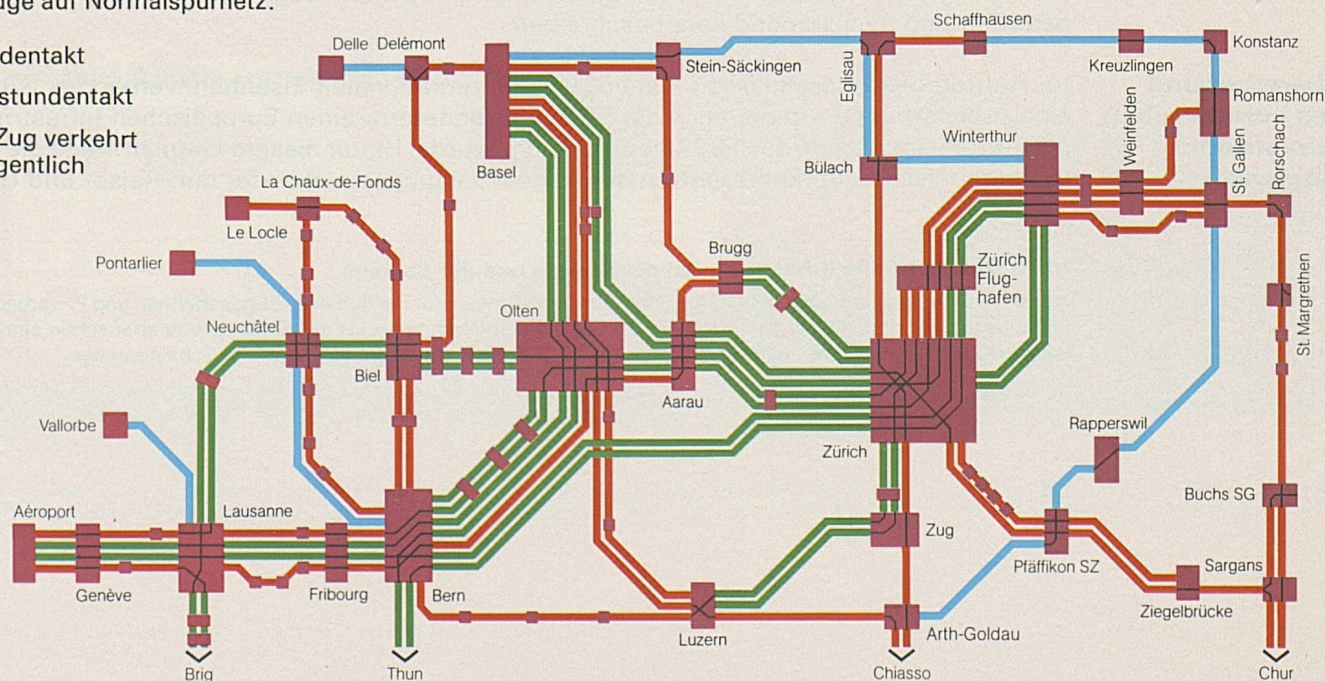 üge auf Normalspurnetz:
dentakt
stundentakt
Zug verkehrt
gentlich
Delle
Delémont
Basel
Stein-Säckingen
Schaffhausen
Kreuzlingen
Konstanz
Eglisau
Bülach
Winterthur
Weinfelden
Romanshorn
St. Gallen
Rorschach
La Chaux-de-Fonds
Le Locle
Pontarlier
Neuchâtel
Biel
Olten
Brugg
Aarau
Zürich
Flug-
hafen
St. Margrethen
Vallorbe
Zürich
Rapperswil
Aéroport
Genève
Lausanne
Fribourg
Bern
Luzern
Zug
Arth-Goldau
Pfäffikon SZ
Ziegelbrücke
Sargans
Buchs SG
Brig
Thun
Chiasso
Chur